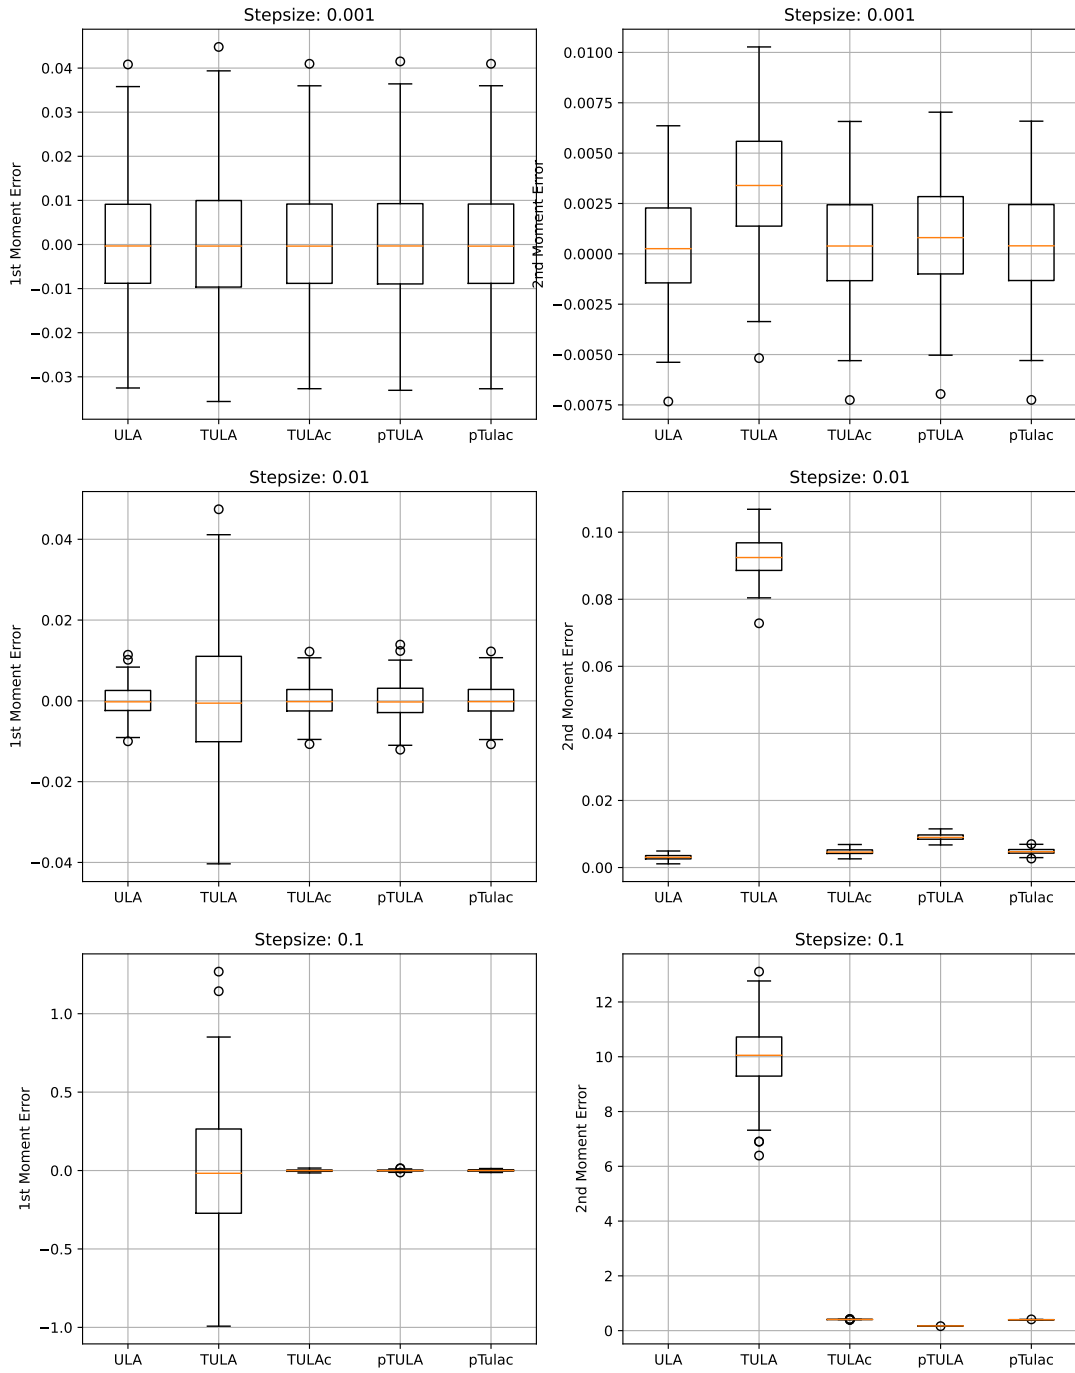 Stepsize: 0.001
1st Moment Error
0.04
0.03
0.02
0.01
0.00
−0.01
−0.02
−0.03
ULA TULA TULAc pTULA pTulac
Stepsize: 0.001
2nd Moment Error
0.0100
0.0075
0.0050
0.0025
0.0000
−0.0025
−0.0050
−0.0075
ULA TULA TULAc pTULA pTulac
Stepsize: 0.01
1st Moment Error
0.04
0.02
0.00
−0.02
−0.04
ULA TULA TULAc pTULA pTulac
Stepsize: 0.01
2nd Moment Error
0.10
0.08
0.06
0.04
0.02
0.00
ULA TULA TULAc pTULA pTulac
Stepsize: 0.1
1st Moment Error
1.0
0.5
0.0
−0.5
−1.0
ULA TULA TULAc pTULA pTulac
Stepsize: 0.1
2nd Moment Error
12
10
8
6
4
2
0
ULA TULA TULAc pTULA pTulac